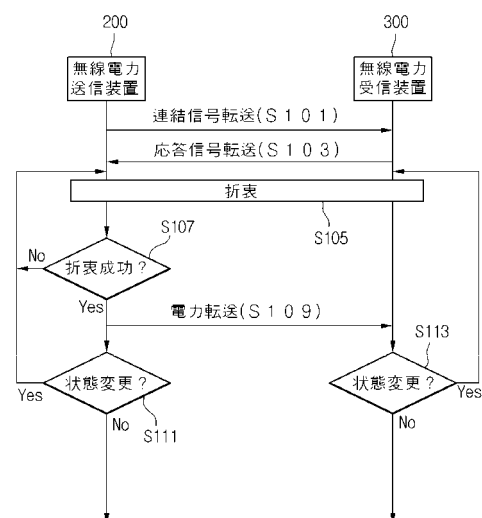 200
300
無線電力
送信装置
無線電力
受信装置
連結信号転送(S101)
応答信号転送(S103)
折衷
S105
S107
No
折衷成功?
Yes
電力転送(S109)
S113
状態変更?
状態変更?
Yes
Yes
S111
No
No